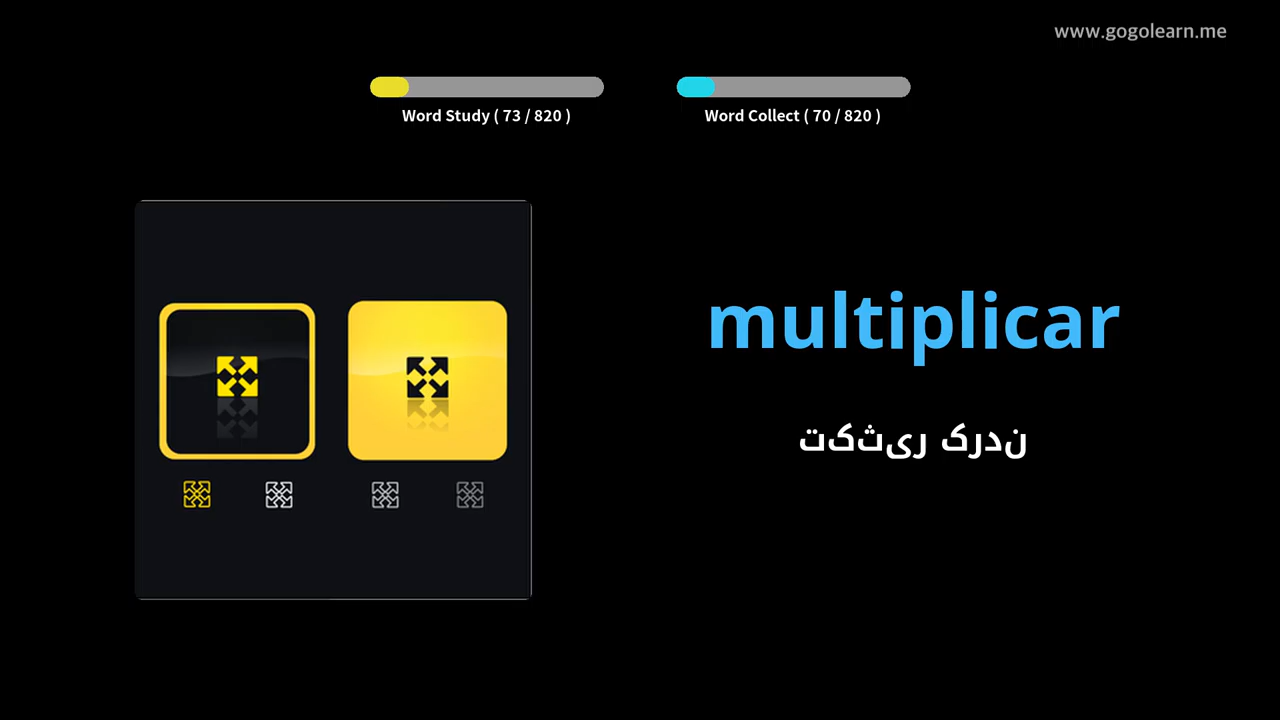 www.gogolearn.me
Word Study ( 73 / 820 )
Word Collect ( 70 / 820 )
multiplicar
تکثیر کردن